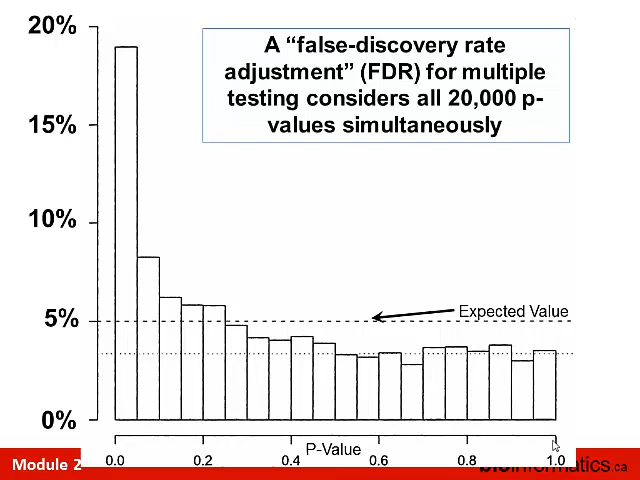 20%
A “false-discovery rate
adjustment” (FDR) for multiple
testing considers all 20,000 p-
values simultaneously
15%
10%
5%
Expected Value
0%
P-Value
0.0 0.2 0.4 0.6 0.8 1.0
Module 2
bioinformatics.ca